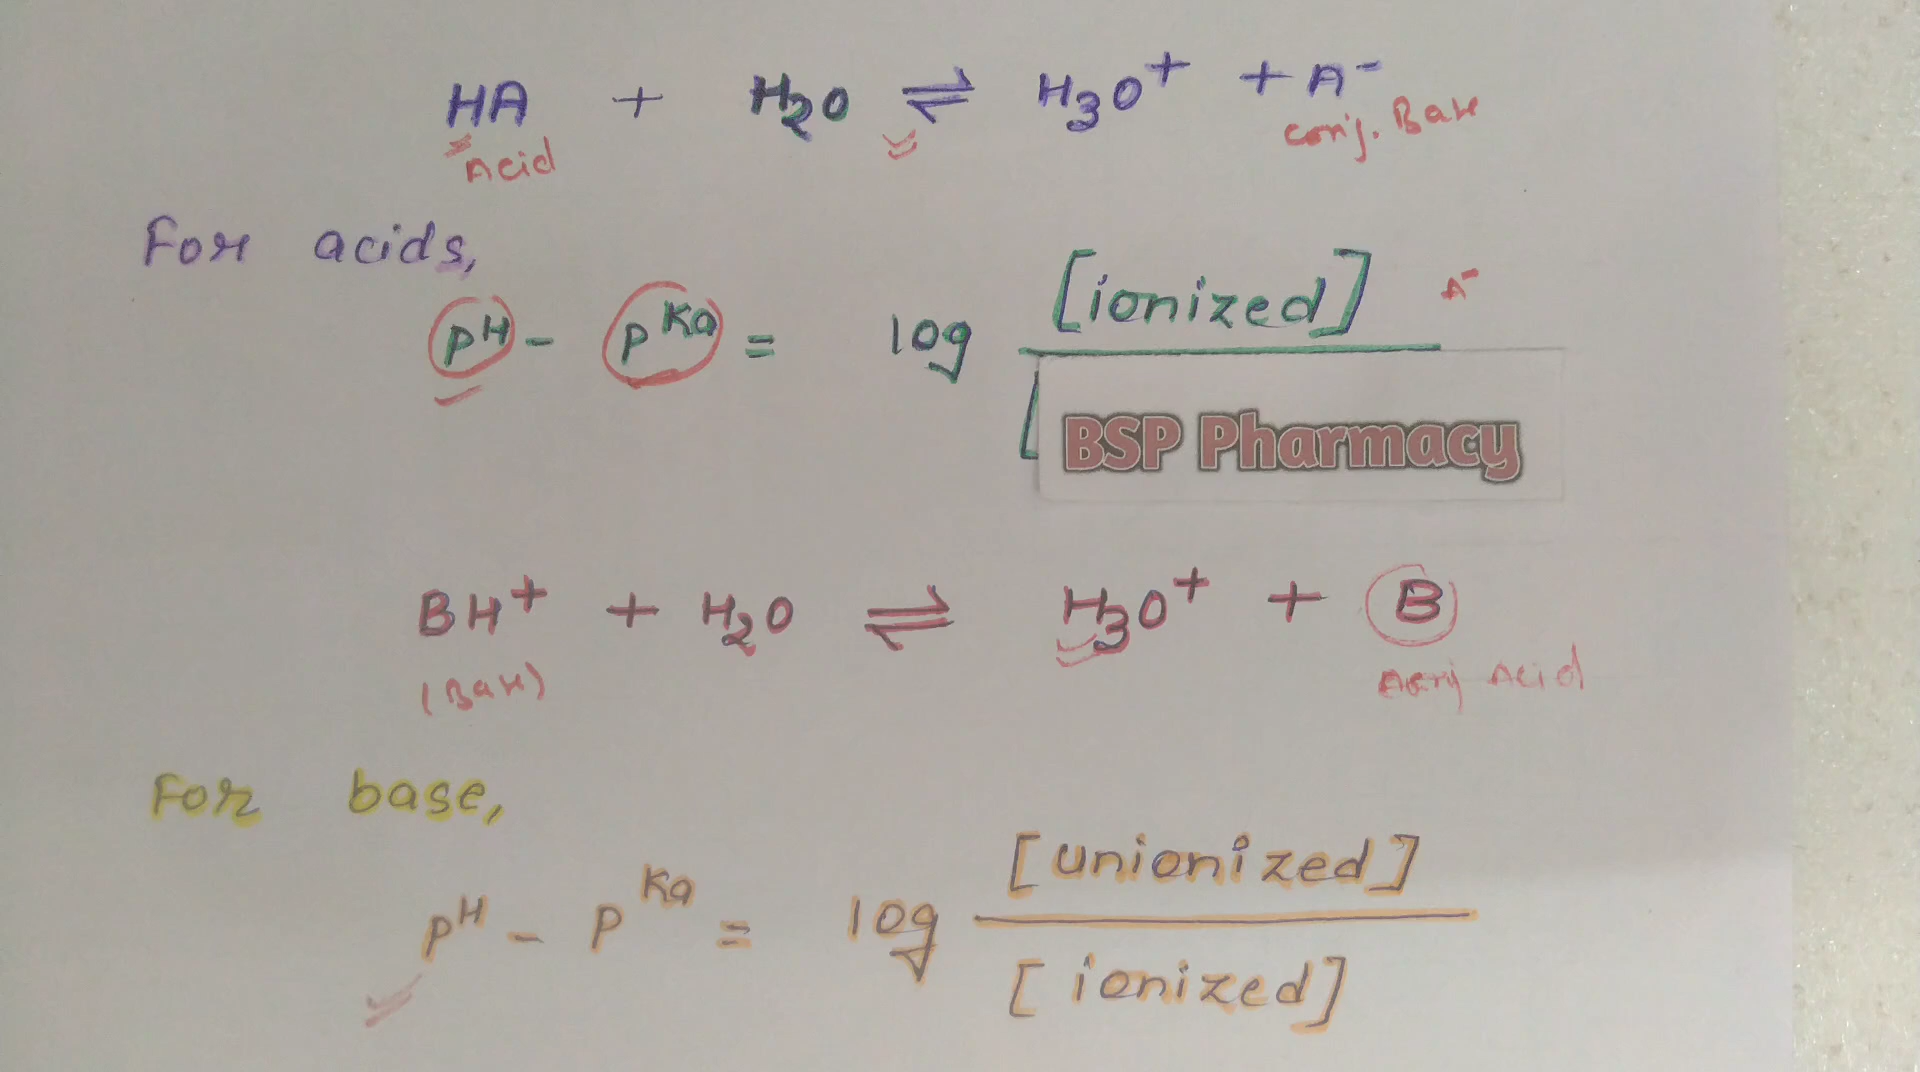 HA + H2O ⇌ H3O+ + A-
Acid
conj. Base
For acids,
pH - pKa = log [ionized] A-
[
BSP Pharmacy
BH+ + H2O ⇌ H3O+ + B
(Base)
Acid
For base,
pH - pKa = log [unionized]
[ionized]